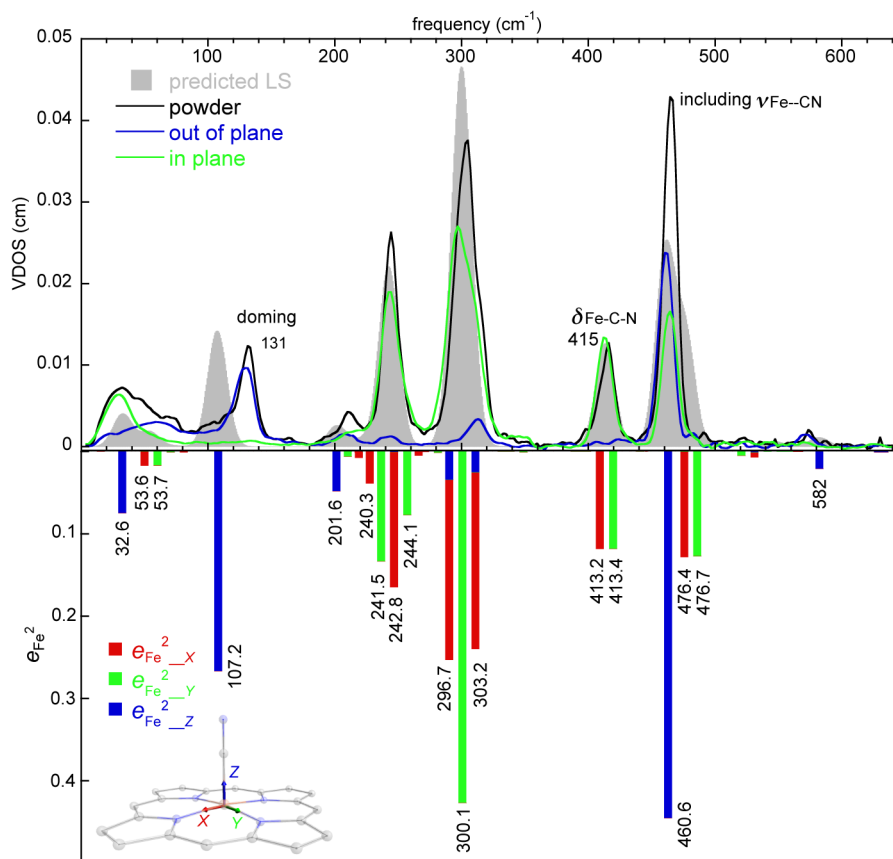 frequency (cm⁻¹)
100 200 300 400 500 600
0.05
0.04
0.03
0.02
0.01
0
VDOS (cm)
predicted LS
powder
out of plane
in plane
doming
131
δFe-C-N
415
including νFe--CN
0.1
0.2
0.3
0.4
eFe²
32.6
53.6
53.7
107.2
201.6
240.3
241.5
242.8
244.1
296.7
300.1
303.2
413.2
413.4
460.6
476.4
476.7
582
eFe²__X
eFe²__Y
eFe²__Z
Z
X
Y